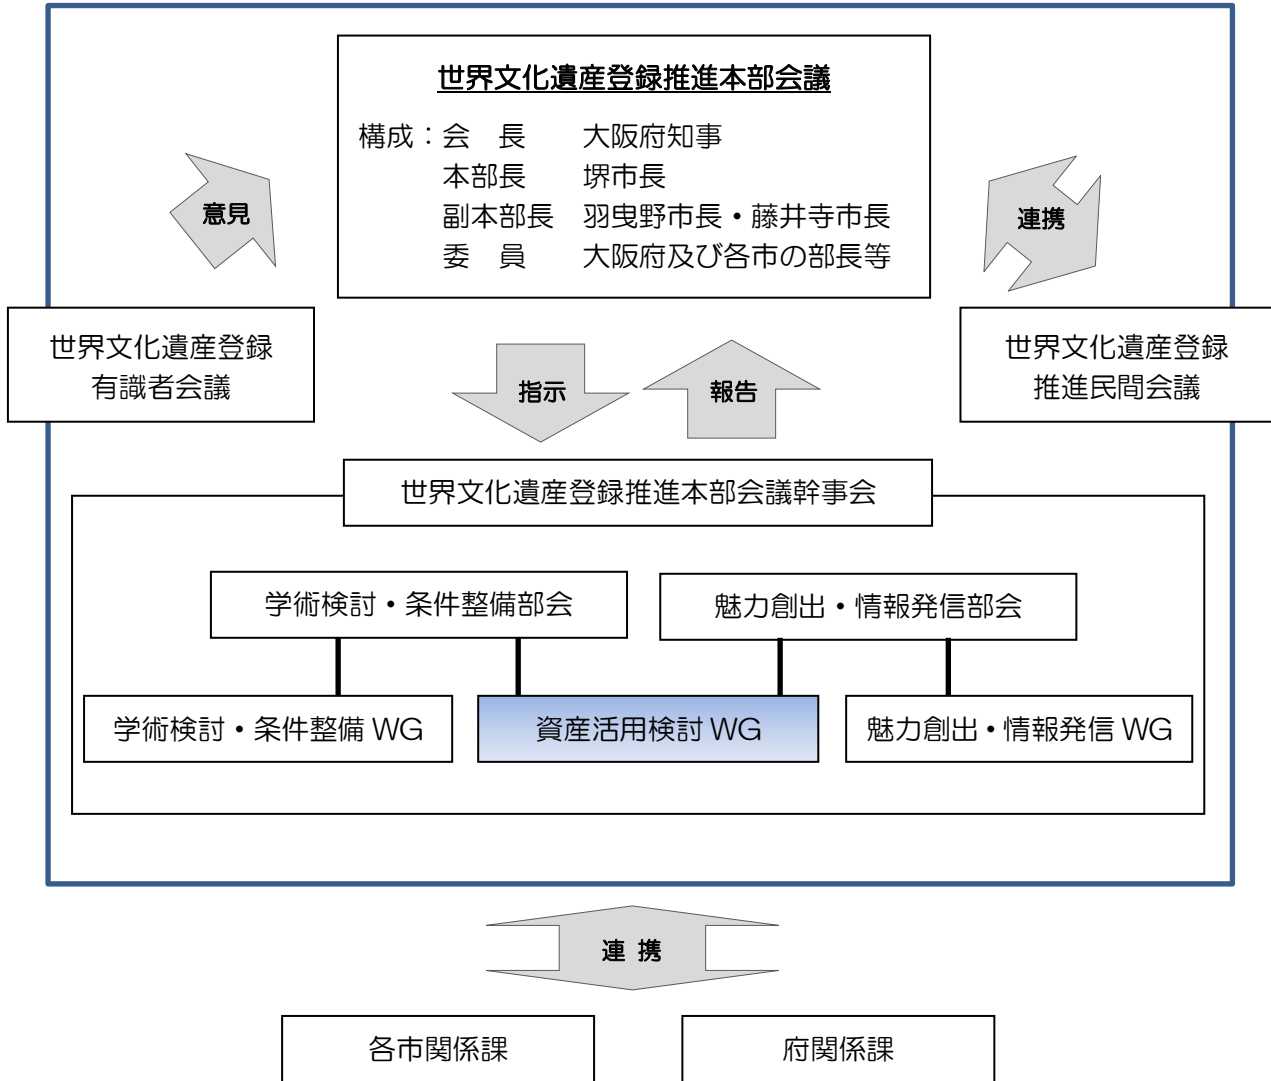 世界文化遺産登録推進本部会議
構成：会　長　　大阪府知事
本部長　　堺市長
副本部長　羽曳野市長・藤井寺市長
委　員　　大阪府及び各市の部長等
意見
連携
世界文化遺産登録
有識者会議
世界文化遺産登録
推進民間会議
指示
報告
世界文化遺産登録推進本部会議幹事会
学術検討・条件整備部会
魅力創出・情報発信部会
学術検討・条件整備 WG
資産活用検討 WG
魅力創出・情報発信 WG
連 携
各市関係課
府関係課